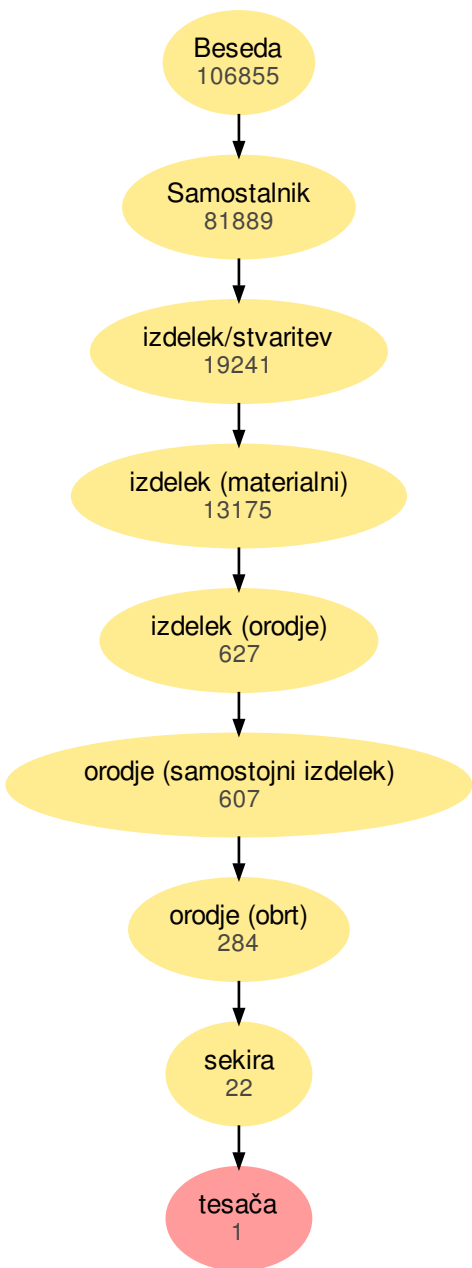 Beseda
106855
Samostalnik
81889
izdelek/stvaritev
19241
izdelek (materialni)
13175
izdelek (orodje)
627
orodje (samostojni izdelek)
607
orodje (obrt)
284
sekira
22
tesača
1